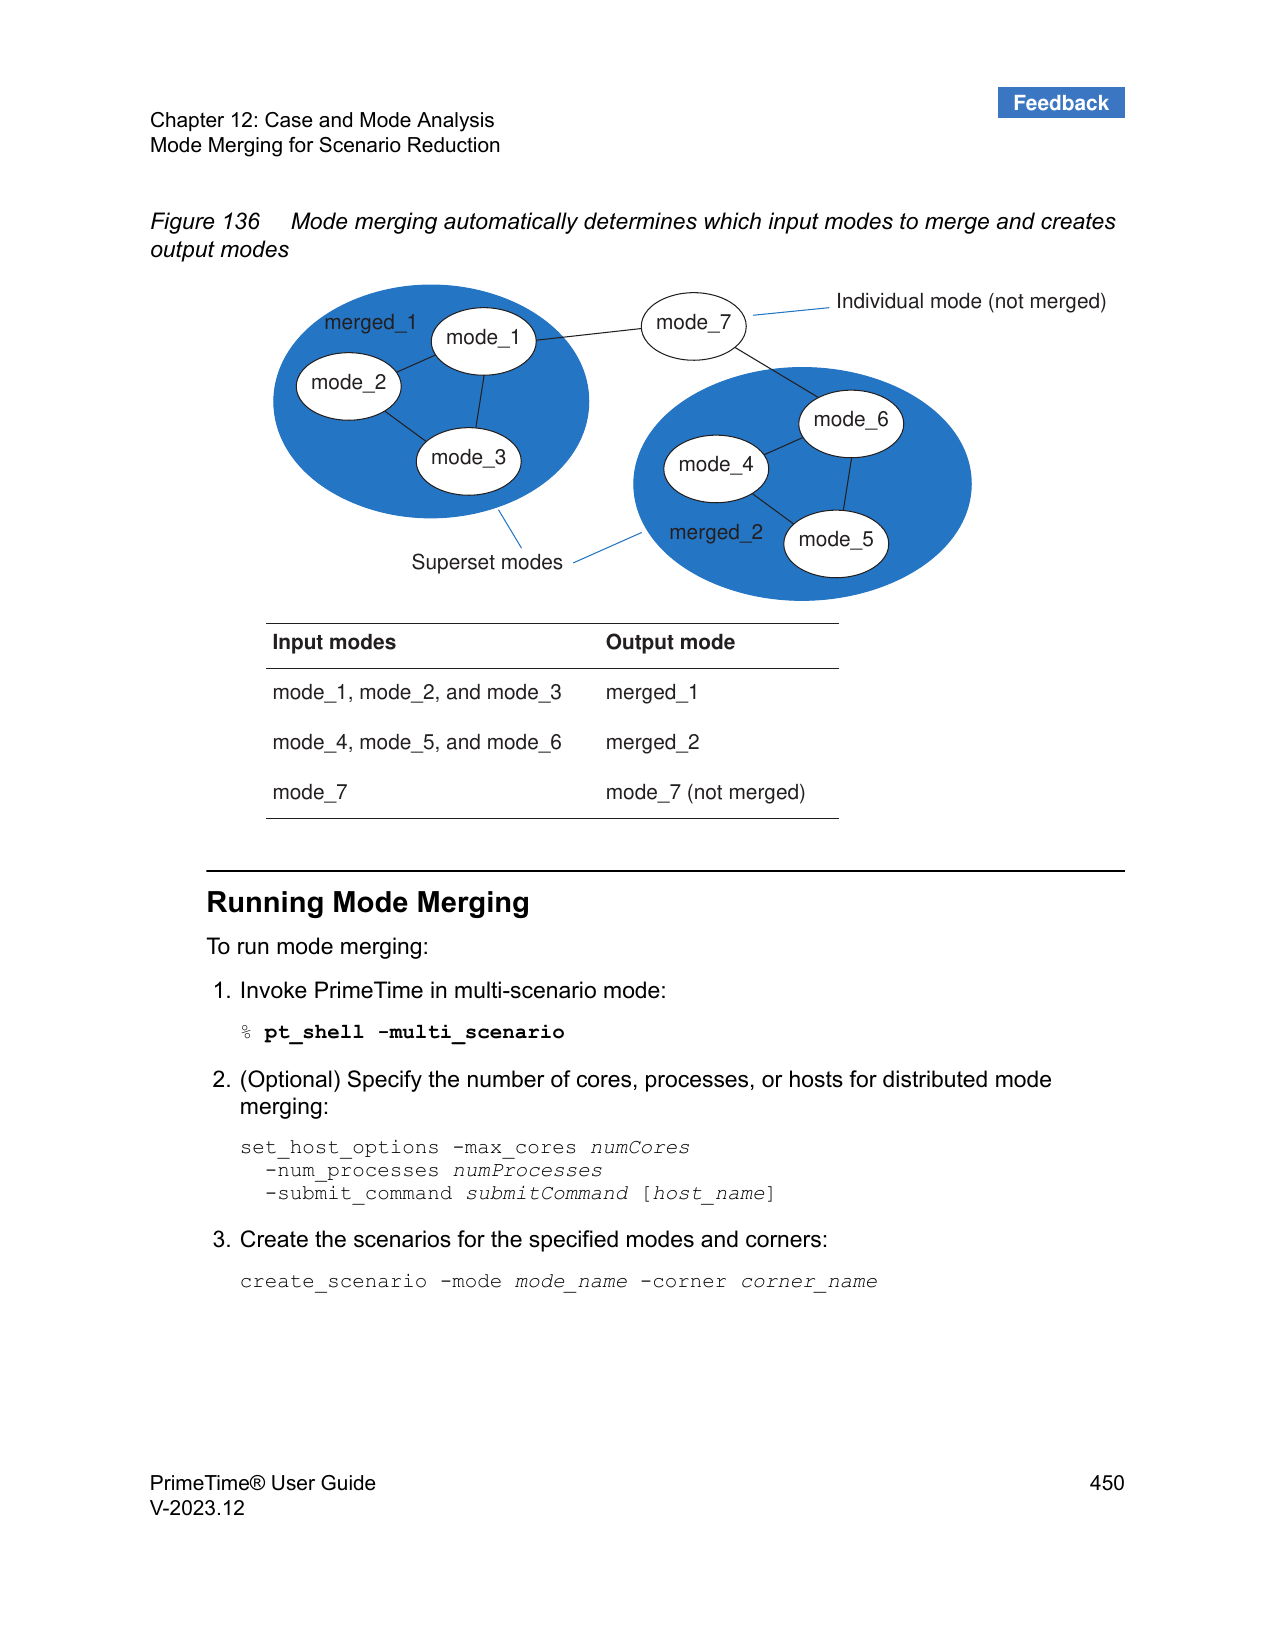 Feedback
Chapter 12: Case and Mode Analysis
Mode Merging for Scenario Reduction
Figure 136 Mode merging automatically determines which input modes to merge and creates
output modes
Individual mode (not merged)
merged_1
mode_1
mode_7
mode_2
mode_6
mode_3
mode_4
merged_2
mode_5
Superset modes
Input modes Output mode
mode_1, mode_2, and mode_3 merged_1
mode_4, mode_5, and mode_6 merged_2
mode_7 mode_7 (not merged)
Running Mode Merging
To run mode merging:
1. Invoke PrimeTime in multi-scenario mode:
% pt_shell -multi_scenario
2. (Optional) Specify the number of cores, processes, or hosts for distributed mode
merging:
set_host_options -max_cores numCores
-num_processes numProcesses
-submit_command submitCommand [host_name]
3. Create the scenarios for the specified modes and corners:
create_scenario -mode mode_name -corner corner_name
PrimeTime® User Guide 450
V-2023.12